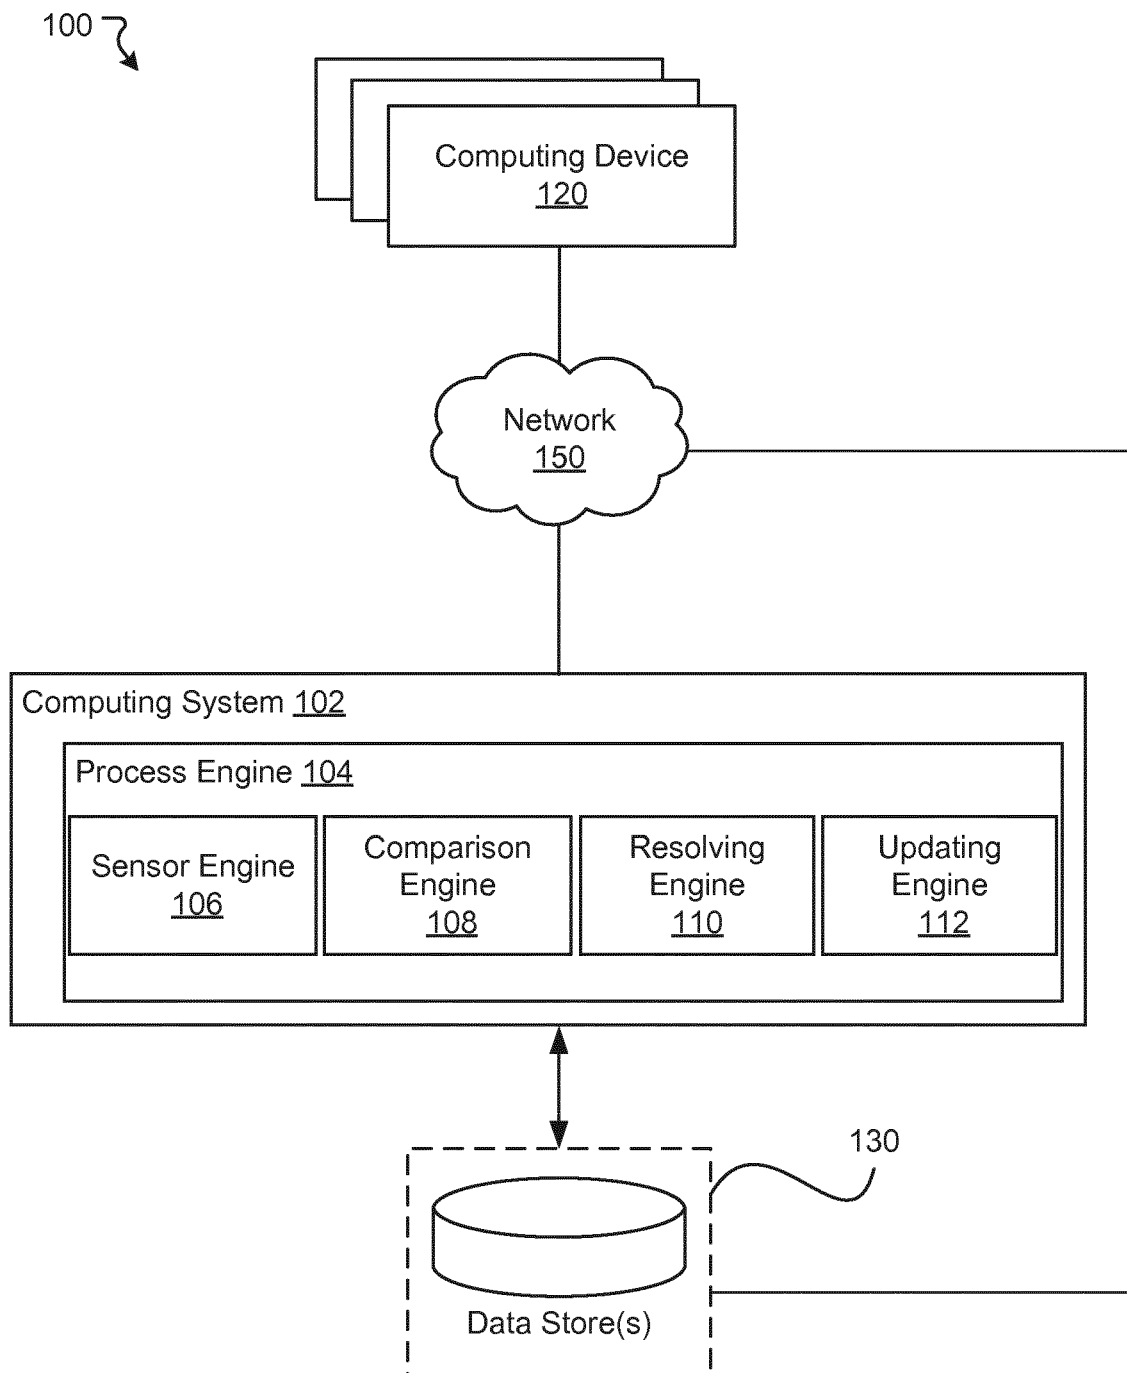 100
Computing Device
120
Network
150
Computing System 102
Process Engine 104
Sensor Engine
106
Comparison
Engine
108
Resolving
Engine
110
Updating
Engine
112
130
Data Store(s)